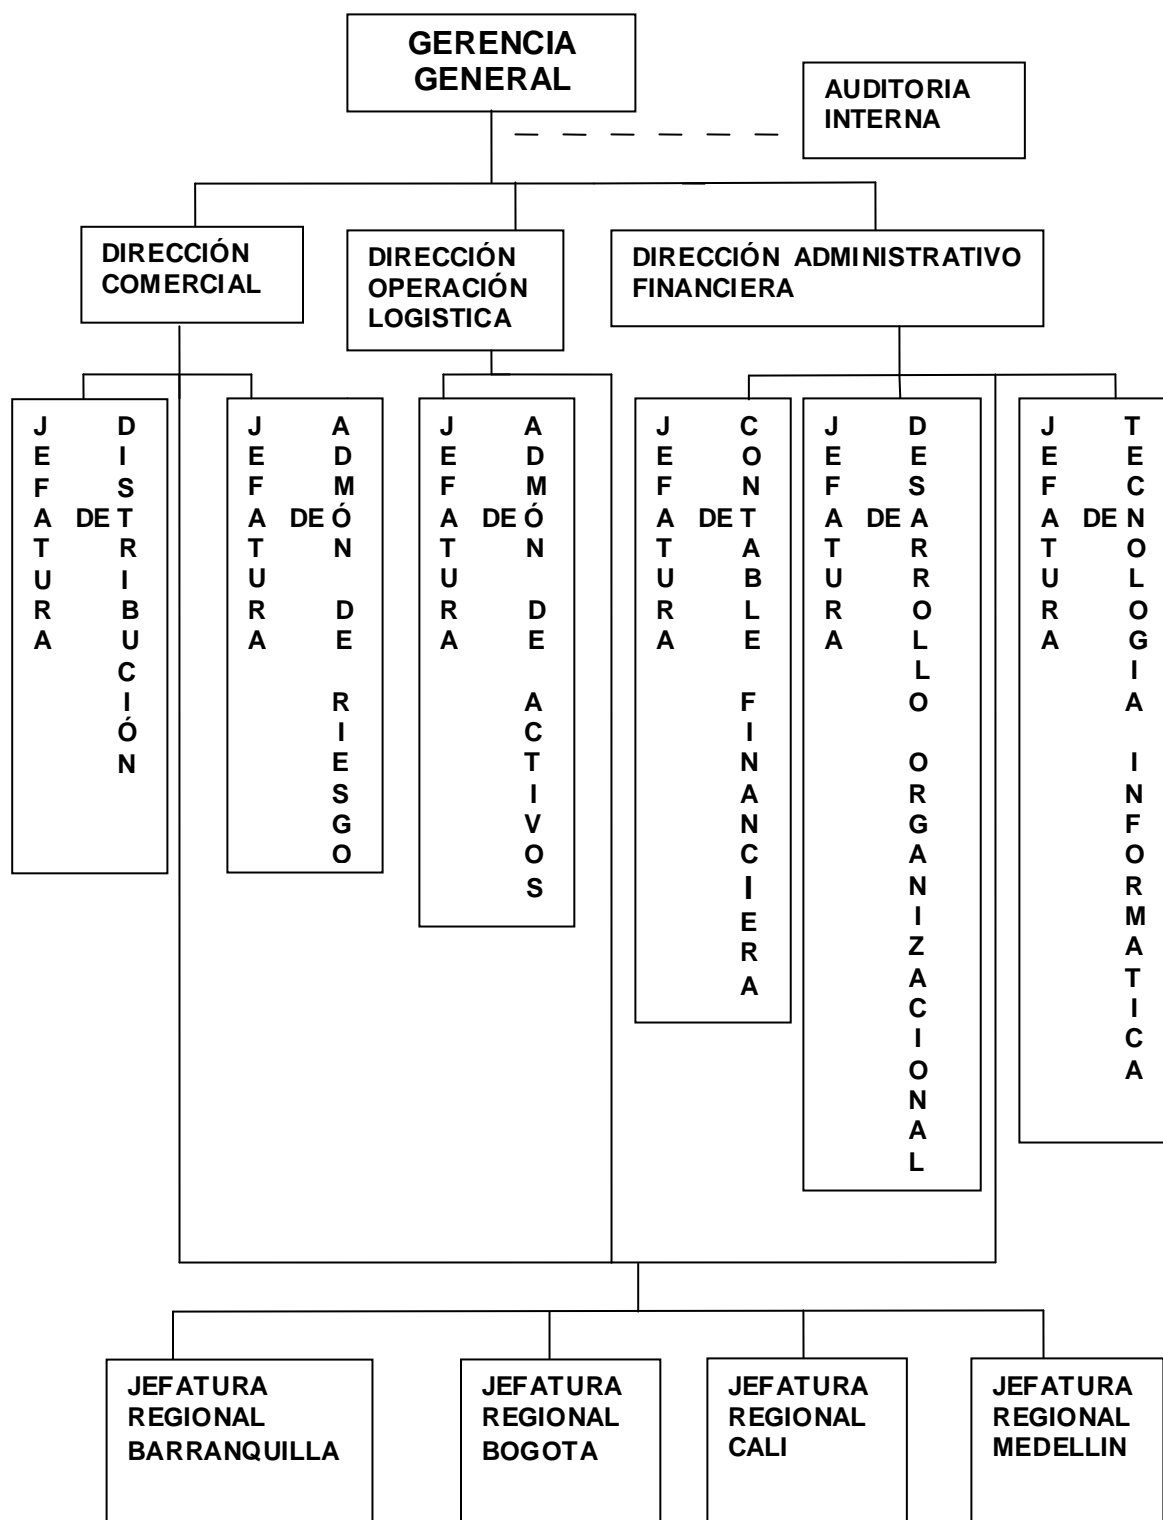 GERENCIA
GENERAL
AUDITORIA
INTERNA
DIRECCIÓN
COMERCIAL
DIRECCIÓN
OPERACIÓN
LOGISTICA
DIRECCIÓN ADMINISTRATIVO
FINANCIERA
JEFATURA
DE
DISTRIBUCIÓN
JEFATURA
DE
ADMÓN DE RIESGO
JEFATURA
DE
ADMÓN DE ACTIVOS
JEFATURA
DE
CONTABLE FINANCIERA
JEFATURA
DE
DESARROLLO ORGANIZACIONAL
JEFATURA
DE
TECNOLOGIA INFORMATICA
JEFATURA
REGIONAL
BARRANQUILLA
JEFATURA
REGIONAL
BOGOTA
JEFATURA
REGIONAL
CALI
JEFATURA
REGIONAL
MEDELLIN